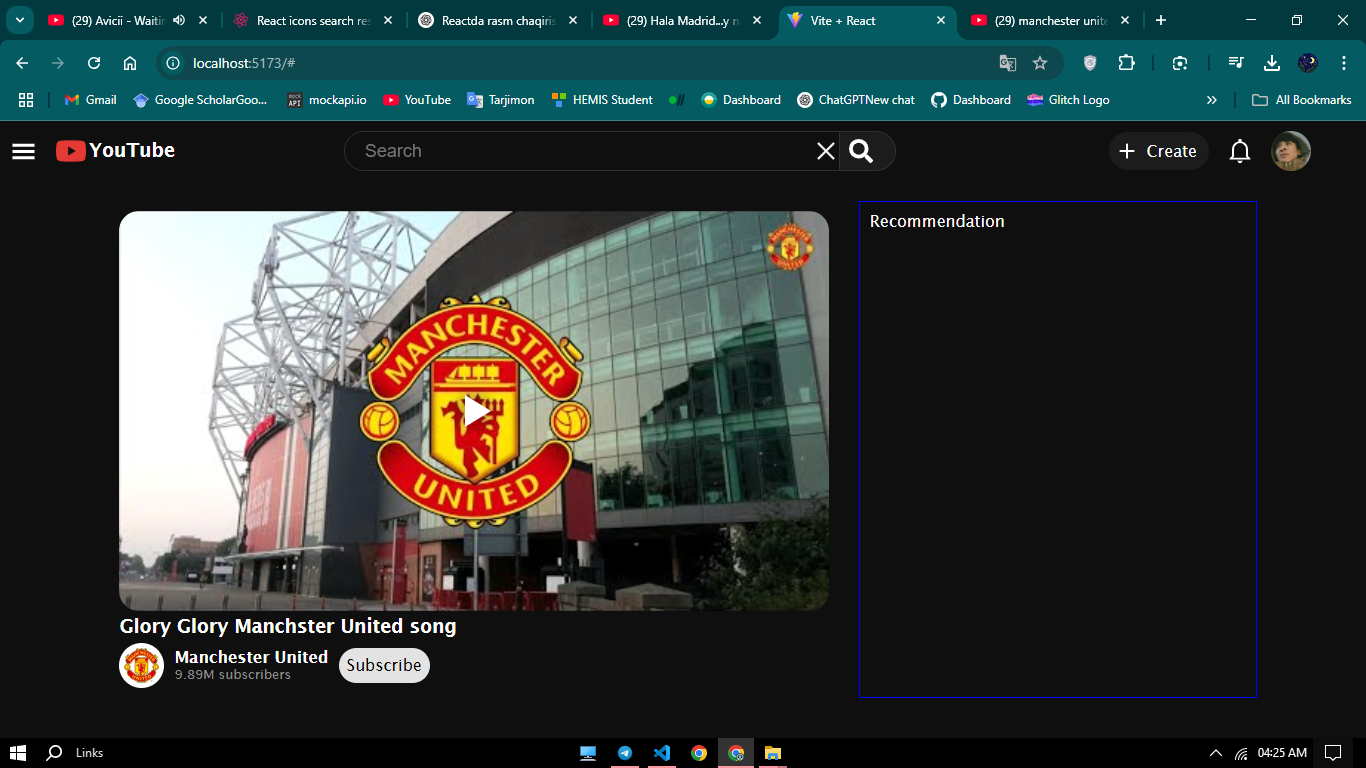 (29) Avicii - Waitin
React icons search res
Reactda rasm chaqiris
(29) Hala Madrid...y n
Vite + React
(29) manchester unite
localhost:5173/#
Gmail
Google ScholarGoo...
mock API
mockapi.io
YouTube
Tarjimon
HEMIS Student
Dashboard
ChatGPTNew chat
Dashboard
Glitch Logo
All Bookmarks
YouTube
Search
Create
Recommendation
MANCHESTER
UNITED
Glory Glory Manchster United song
Manchester United
9.89M subscribers
Subscribe
Links
04:25 AM